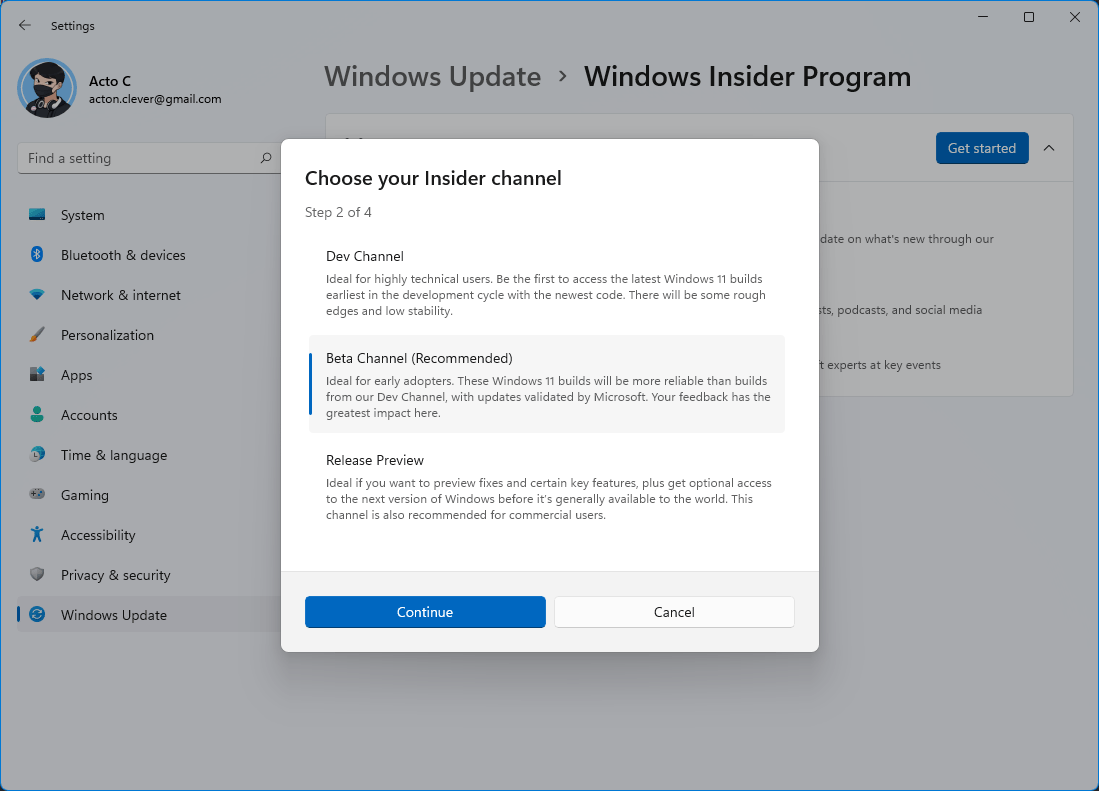 Settings
Acto C
acton.clever@gmail.com
Find a setting
System
Bluetooth & devices
Network & internet
Personalization
Apps
Accounts
Time & language
Gaming
Accessibility
Privacy & security
Windows Update
Windows Update > Windows Insider Program
Get started
date on what's new through our
podcasts, and social media
experts at key events
Choose your Insider channel
Step 2 of 4
Dev Channel
Ideal for highly technical users. Be the first to access the latest Windows 11 builds
earliest in the development cycle with the newest code. There will be some rough
edges and low stability.
Beta Channel (Recommended)
Ideal for early adopters. These Windows 11 builds will be more reliable than builds
from our Dev Channel, with updates validated by Microsoft. Your feedback has the
greatest impact here.
Release Preview
Ideal if you want to preview fixes and certain key features, plus get optional access
to the next version of Windows before it's generally available to the world. This
channel is also recommended for commercial users.
Continue
Cancel